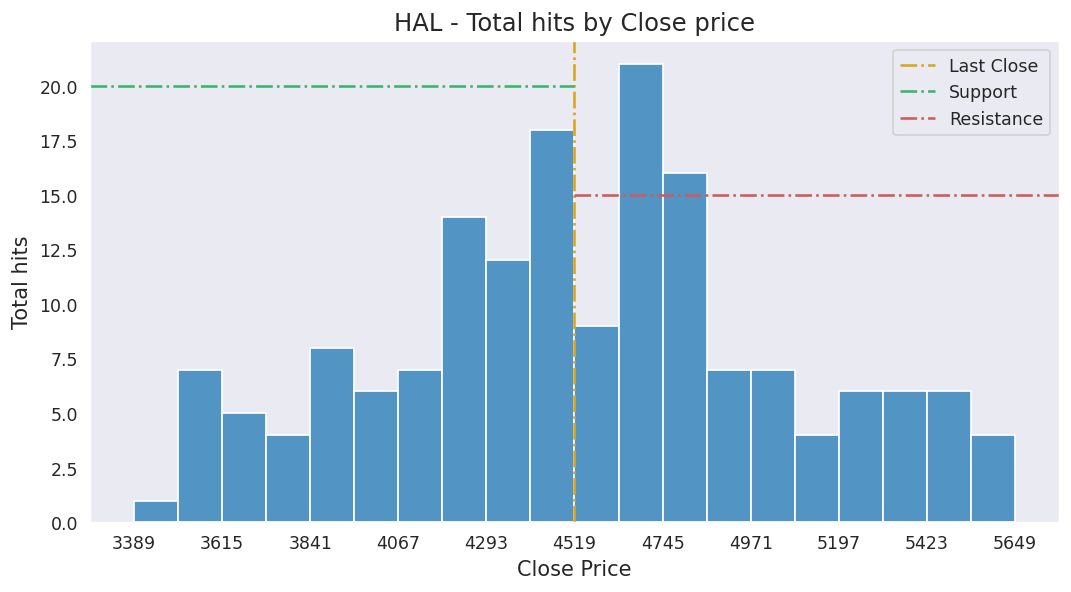 HAL - Total hits by Close price
Last Close
Support
Resistance
Total hits
20.0
17.5
15.0
12.5
10.0
7.5
5.0
2.5
0.0
3389 3615 3841 4067 4293 4519 4745 4971 5197 5423 5649
Close Price